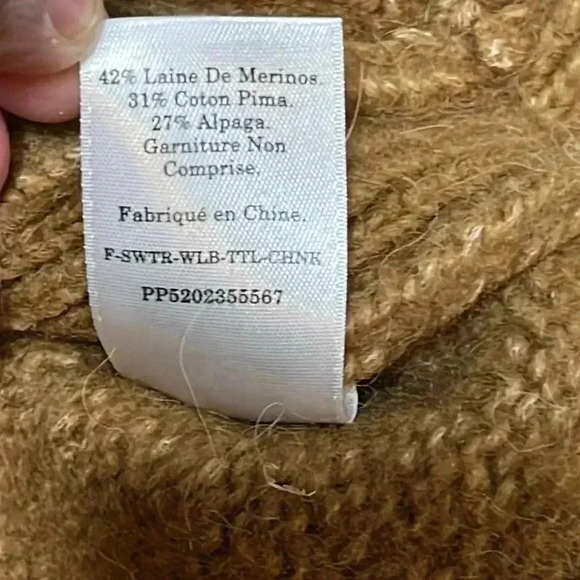 42% Laine De Merinos.
31% Coton Pima.
27% Alpaga.
Garniture Non
Comprise.
Fabriqué en Chine.
F-SWTR-WLB-TTL-CHNK
PP5202355567